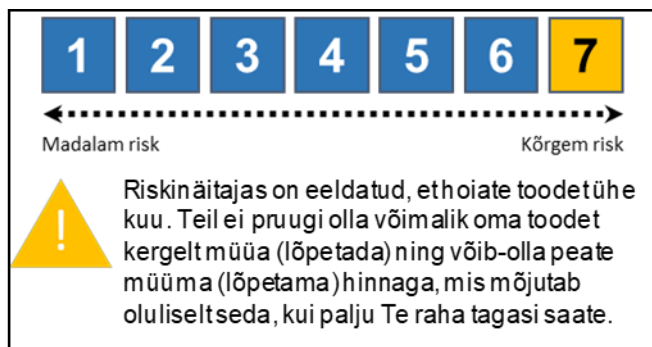 1 2 3 4 5 6 7
Madalam risk Kõrgem risk
!
Riskinäitajas on eeldatud, et hoiate toodet ühe
kuu. Teil ei pruugi olla võimalik oma toodet
kergelt müüa (lõpetada) ning võib-olla peate
müüma (lõpetama) hinnaga, mis mõjutab
oluliselt seda, kui palju Te raha tagasi saate.